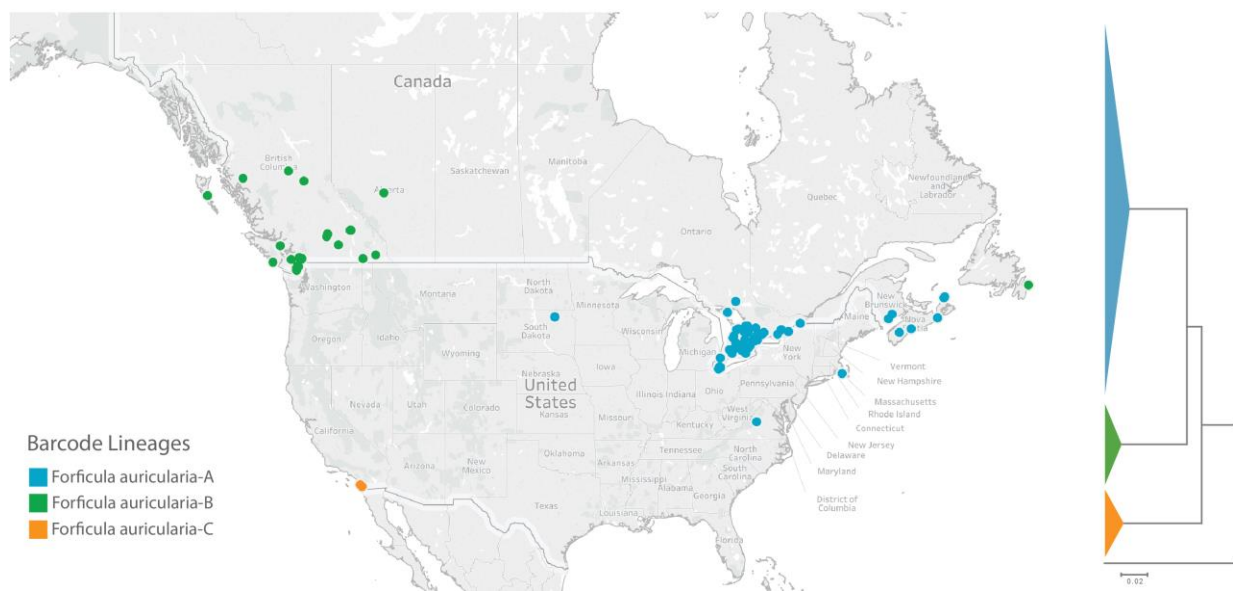 Canada
British
Columbia
Alberta
Saskatchewan
Manitoba
Newfoundland
and
Labrador
Quebec
Ontario
Washington
Montana
North
Dakota
Minnesota
New
Brunswick
Maine
Nova
Scotia
Oregon
Idaho
South
Dakota
Wisconsin
Michigan
New
York
Wyoming
Iowa
Vermont
New Hampshire
Nebraska
Illinois
Indiana
Ohio
Pennsylvania
Massachusetts
Rhode Island
Connecticut
Nevada
Utah
Colorado
United
States
Kansas
Missouri
West
Virginia
Kentucky
New Jersey
Delaware
Maryland
California
Arizona
New
Mexico
Oklahoma
Arkansas
Tennessee
North
Carolina
South
Carolina
District of
Columbia
Mississippi
Alabama
Georgia
Texas
Louisiana
Florida
Barcode Lineages
Forficula auricularia-A
Forficula auricularia-B
Forficula auricularia-C
0.02